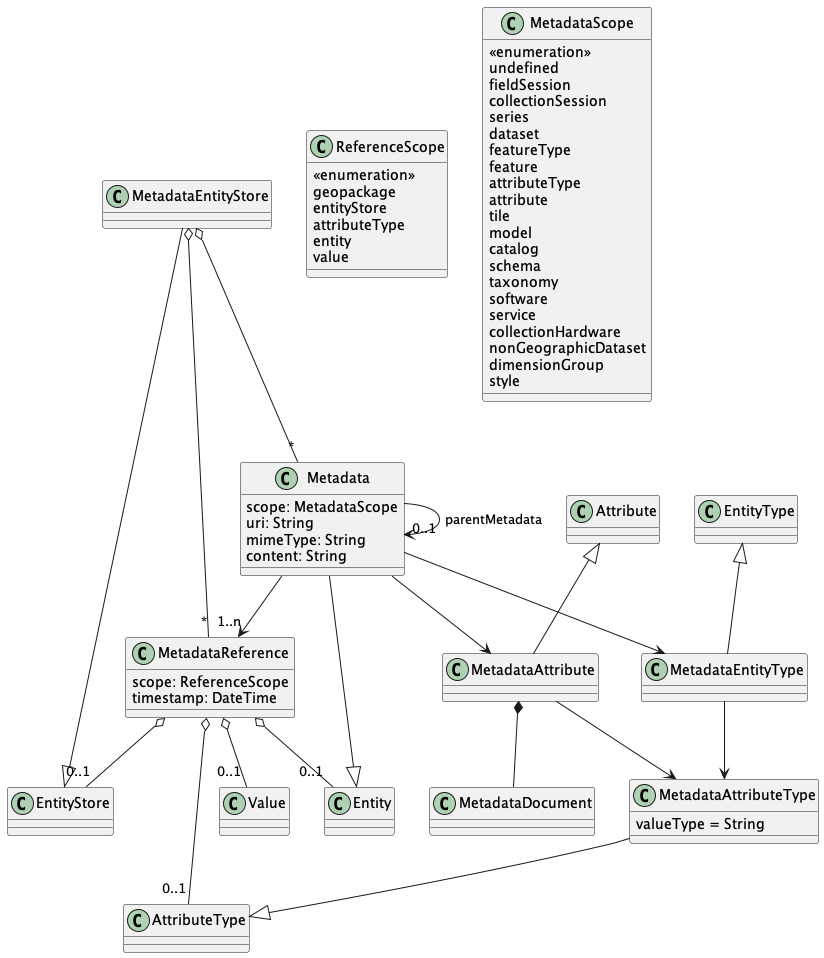 C MetadataScope
«enumeration»
undefined
fieldSession
collectionSession
series
dataset
featureType
feature
attributeType
attribute
tile
model
catalog
schema
taxonomy
software
service
collectionHardware
nonGeographicDataset
dimensionGroup
style
C ReferenceScope
«enumeration»
geopackage
entityStore
attributeType
entity
value
C MetadataEntityStore
*
C Metadata
scope: MetadataScope
uri: String
mimeType: String
content: String
parentMetadata
0..1
C Attribute
C EntityType
*
1..n
C MetadataReference
scope: ReferenceScope
timestamp: DateTime
C MetadataAttribute
C MetadataEntityType
0..1
0..1
0..1
C EntityStore
C Value
C Entity
C MetadataDocument
C MetadataAttributeType
valueType = String
0..1
C AttributeType